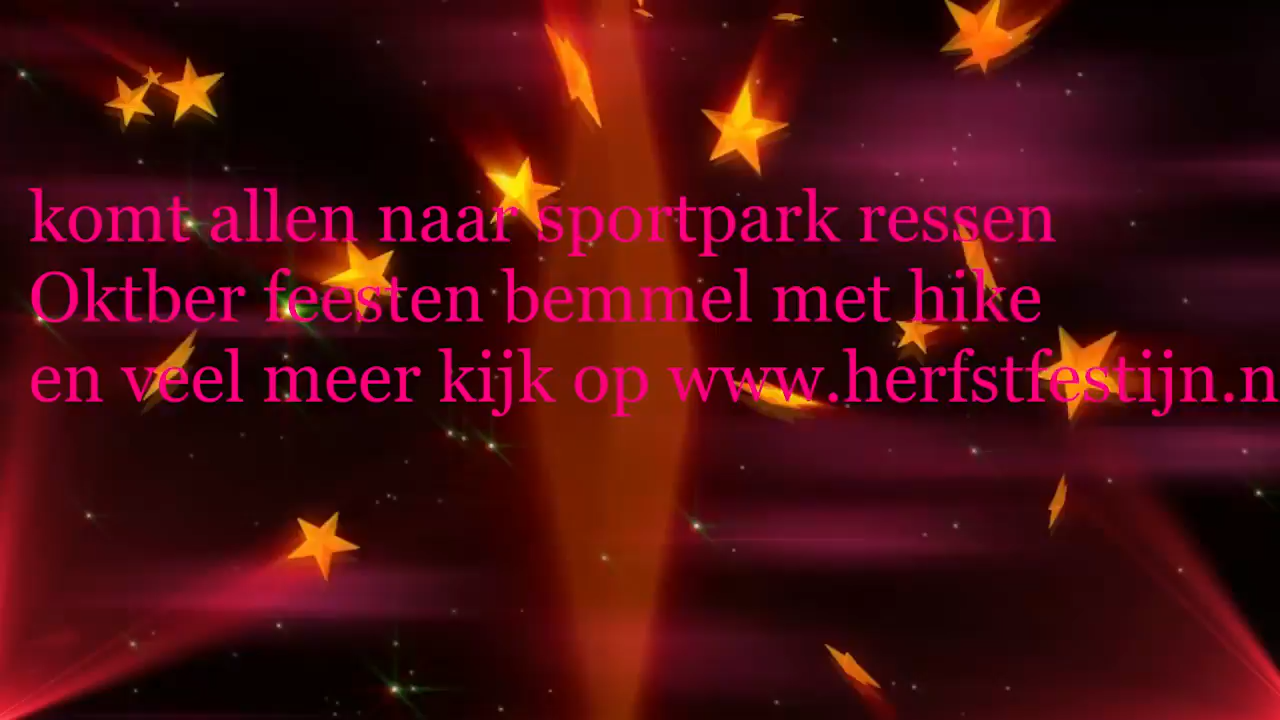 komt allen naar sportpark ressen
Oktber feesten bemmel met hike
en veel meer kijk op www.herfstfestijn.n